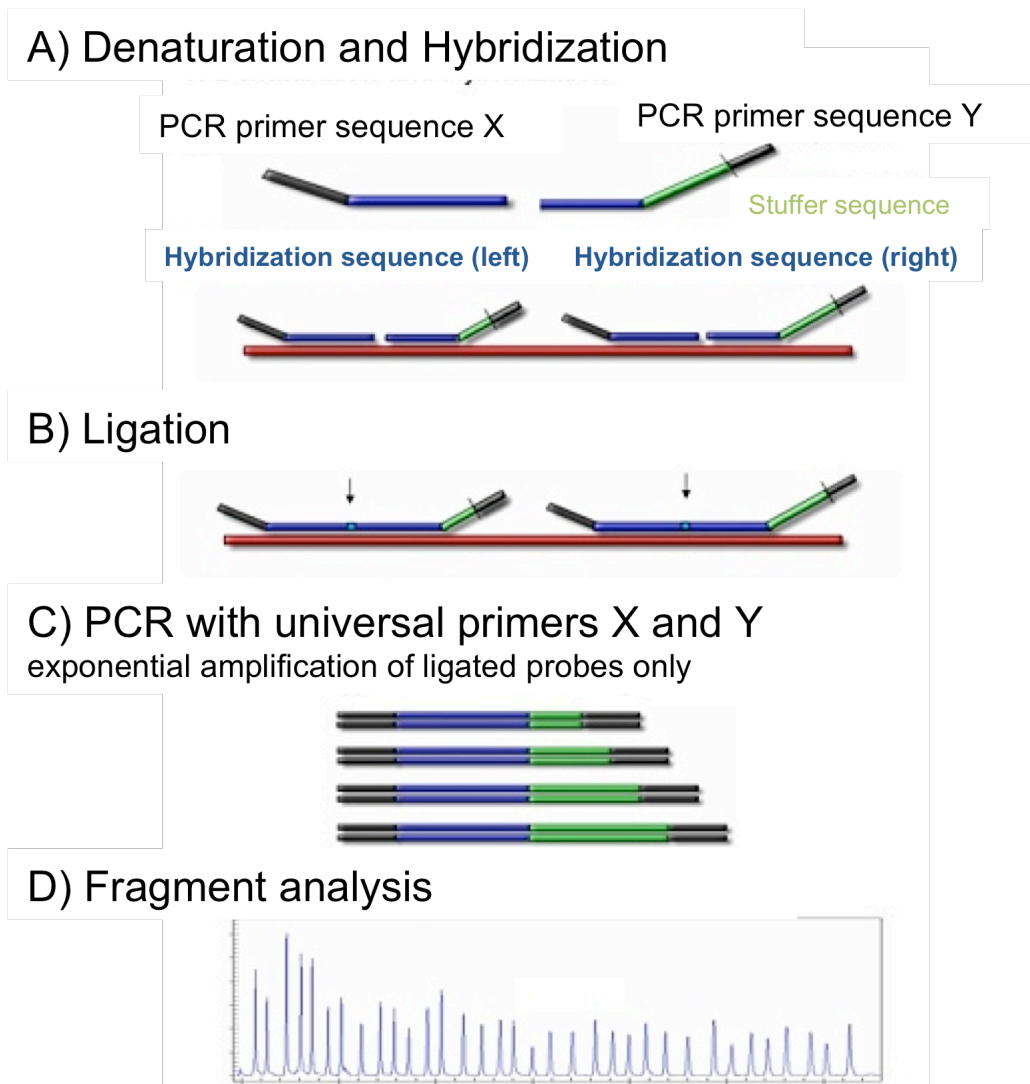 A) Denaturation and Hybridization
PCR primer sequence X
PCR primer sequence Y
Stuffer sequence
Hybridization sequence (left)
Hybridization sequence (right)
B) Ligation
C) PCR with universal primers X and Y
exponential amplification of ligated probes only
D) Fragment analysis